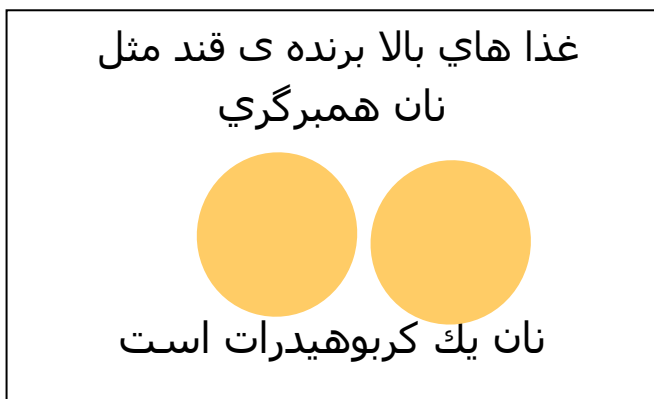 غذا هاي بالا برنده ی قند مثل
نان همبرگري
نان يك كربوهيدرات است